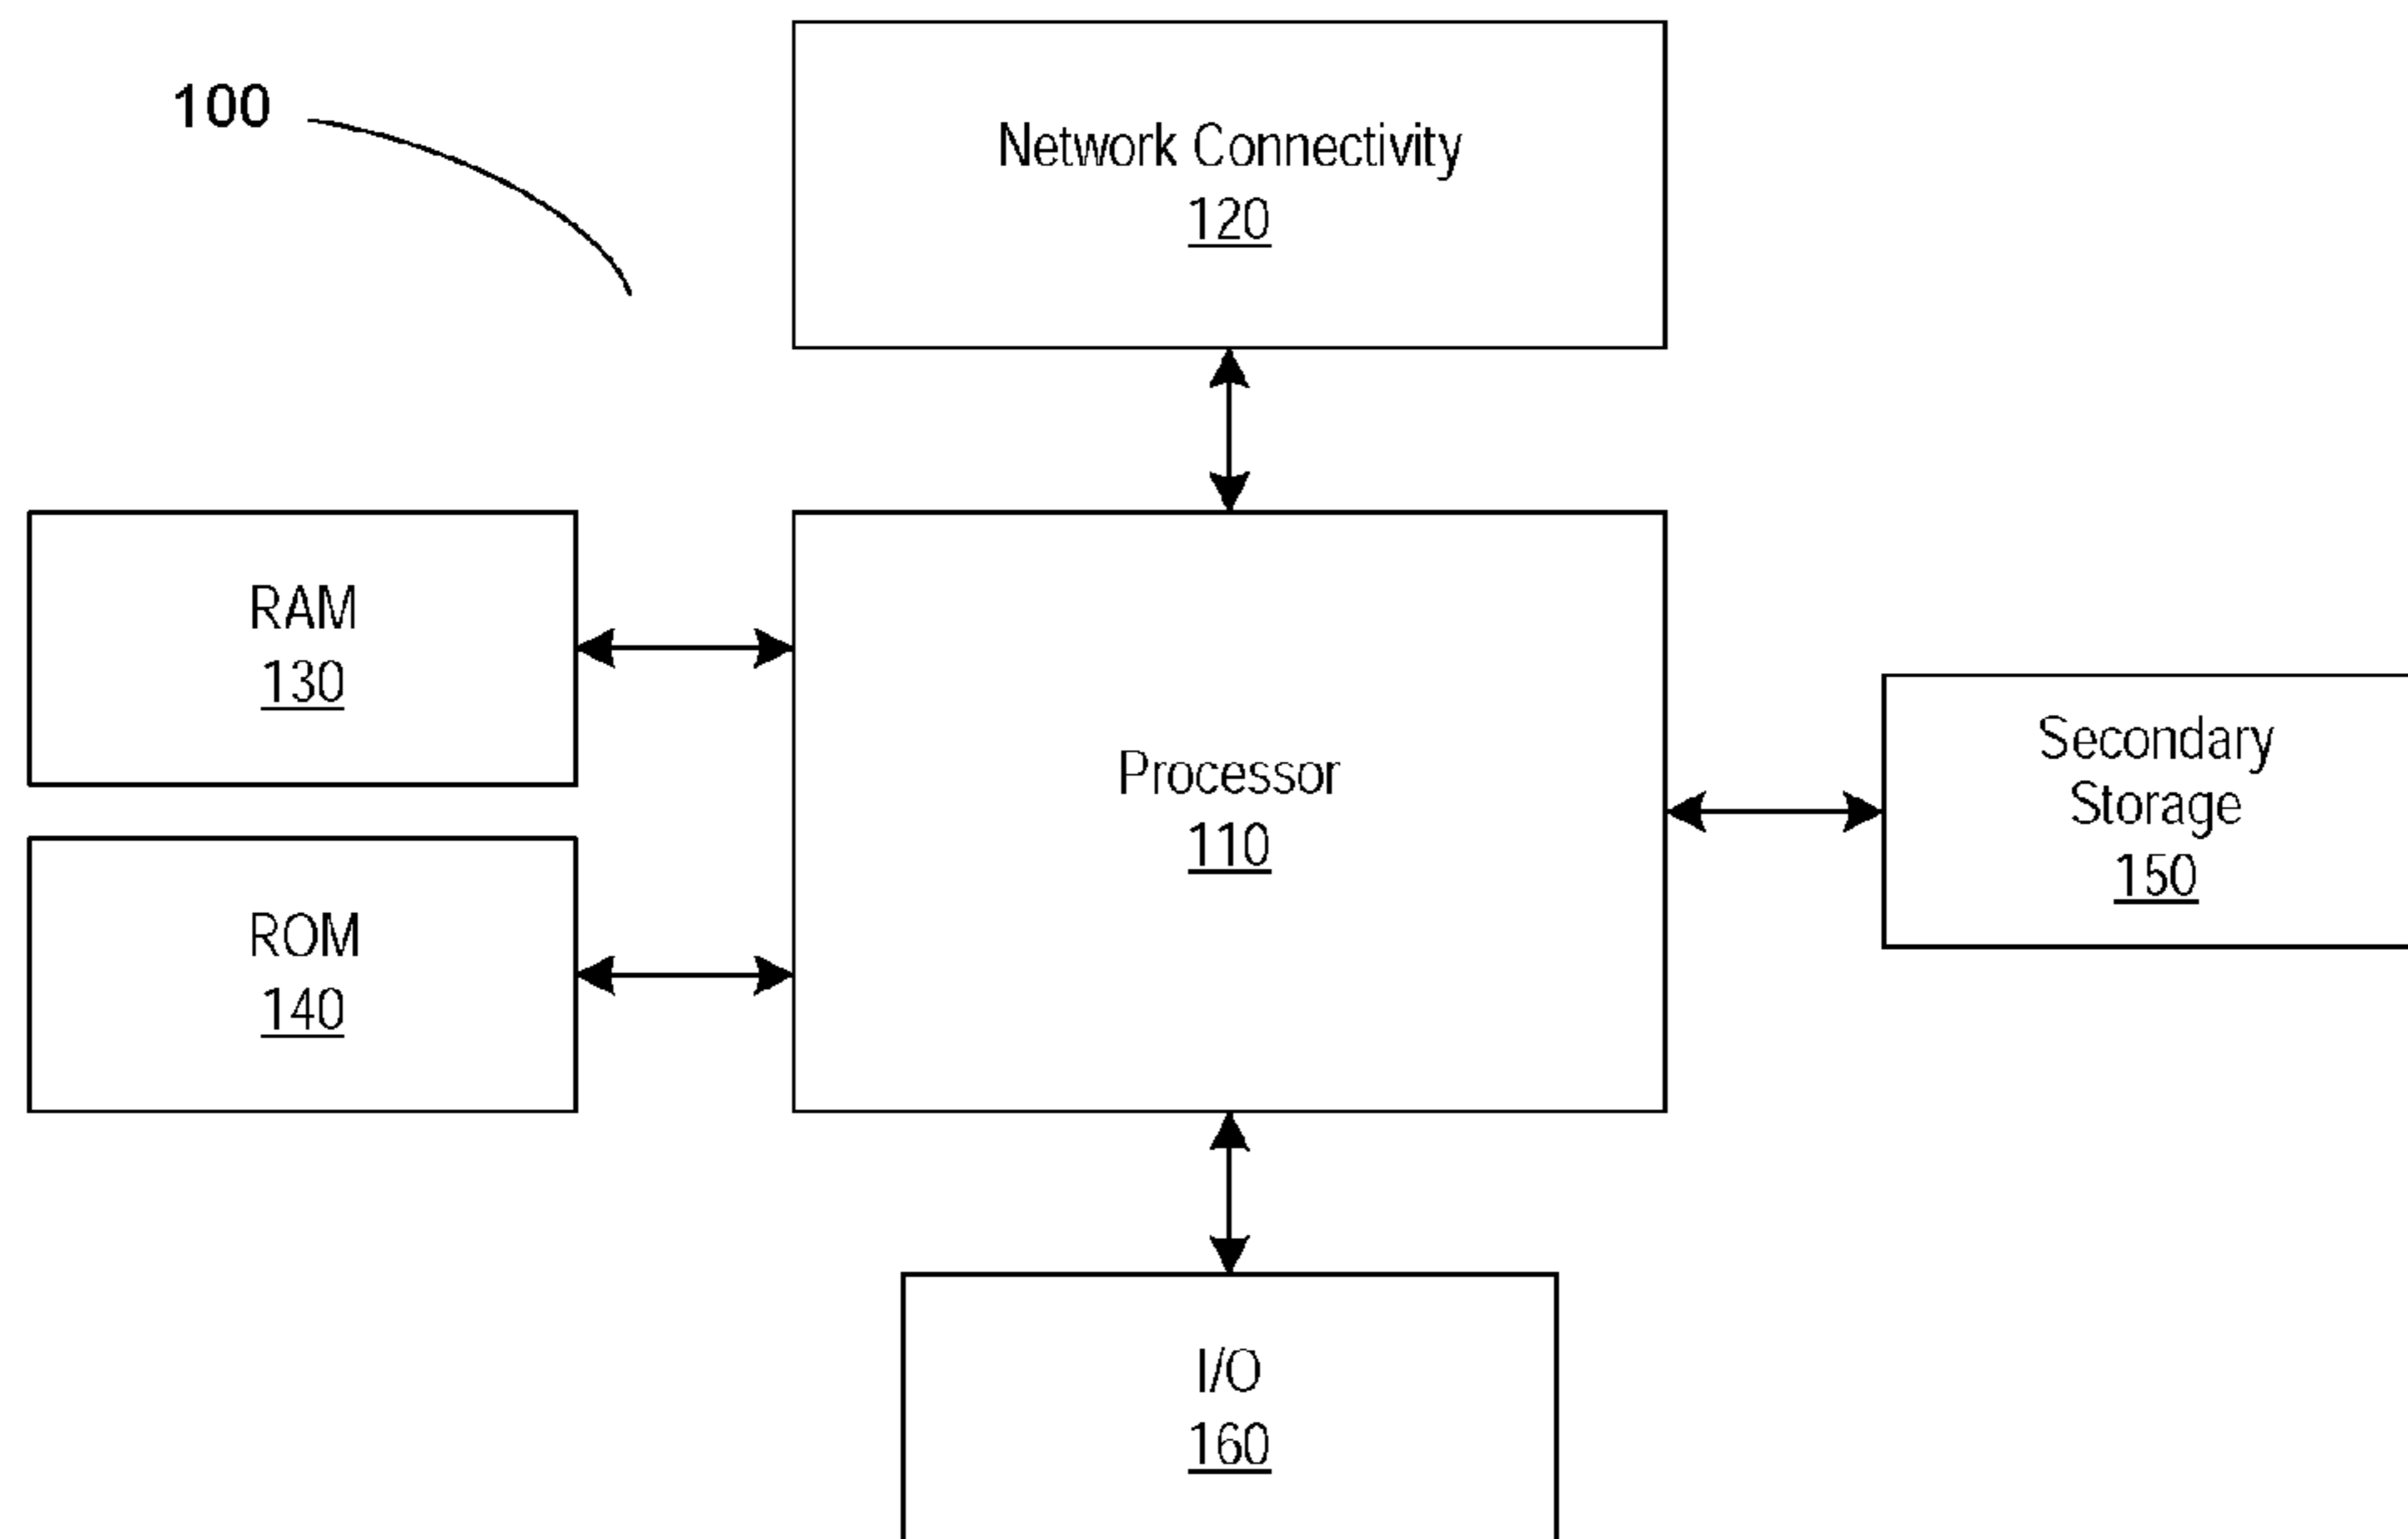 100
Network Connectivity
120
RAM
130
Processor
110
Secondary
Storage
150
ROM
140
I/O
160